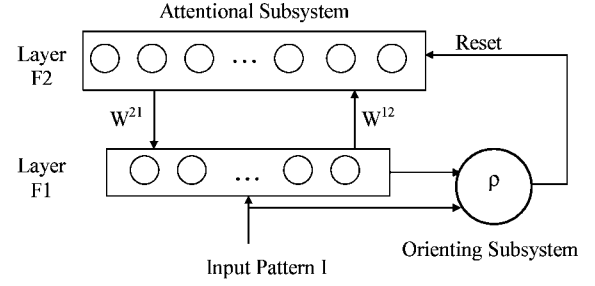 Attentional Subsystem
Layer
F2
...
Reset
W²¹
W¹²
Layer
F1
...
ρ
Orienting Subsystem
Input Pattern I